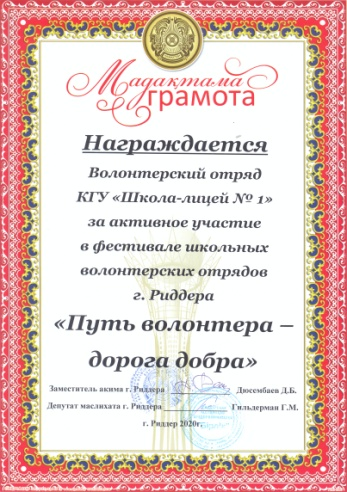 Мадақтама
грамота
Награждается
Волонтерский отряд
КГУ «Школа-лицей № 1»
за активное участие
в фестивале школьных
волонтерских отрядов
г. Риддера
«Путь волонтера –
дорога добра»
Заместитель акима г. Риддера Дюсембаев Д.Б.
Депутат маслихата г. Риддера Гильдерман Г.М.
г. Риддер 2020г.